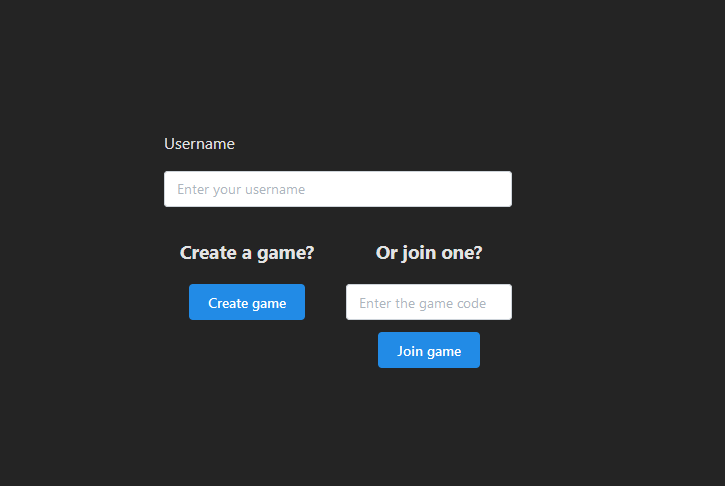 Username
Enter your username
Create a game?
Create game
Or join one?
Enter the game code
Join game